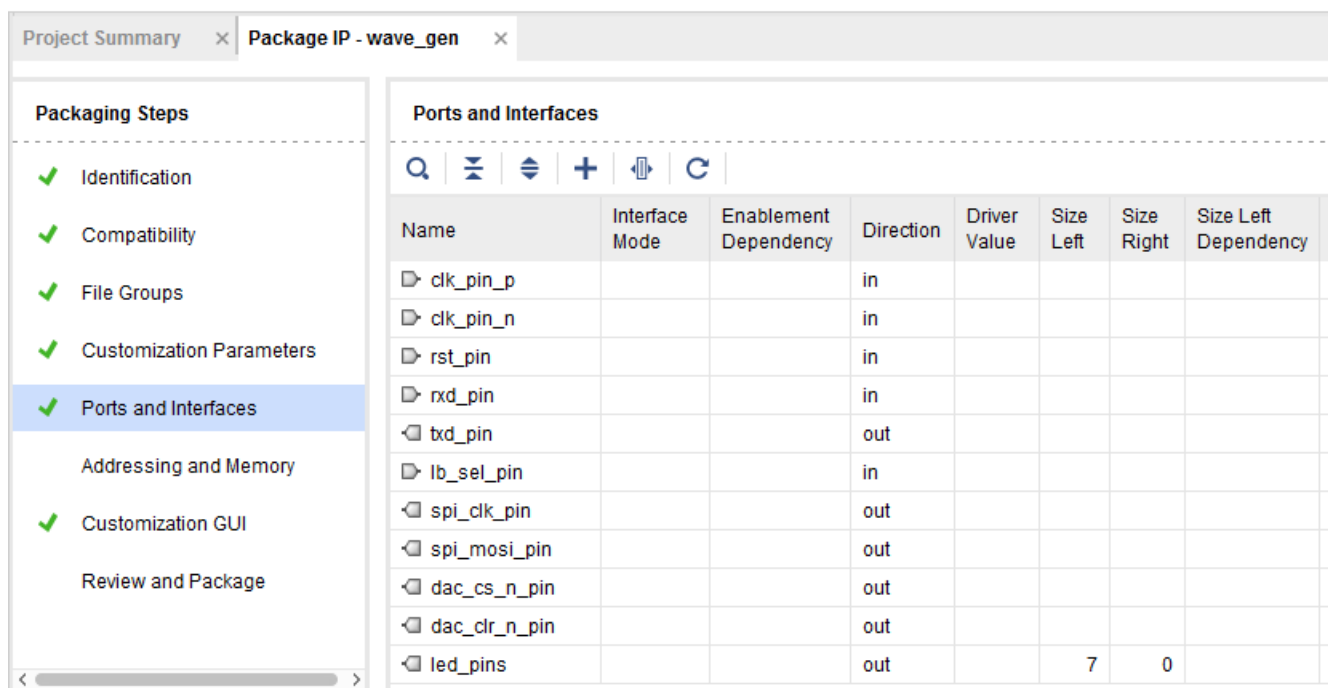 Project Summary × Package IP - wave_gen ×
Packaging Steps
Identification
Compatibility
File Groups
Customization Parameters
Ports and Interfaces
Addressing and Memory
Customization GUI
Review and Package
Ports and Interfaces
Name Interface Mode Enablement Dependency Direction Driver Value Size Left Size Right Size Left Dependency
clk_pin_p in
clk_pin_n in
rst_pin in
rxd_pin in
txd_pin out
lb_sel_pin in
spi_clk_pin out
spi_mosi_pin out
dac_cs_n_pin out
dac_clr_n_pin out
led_pins out 7 0